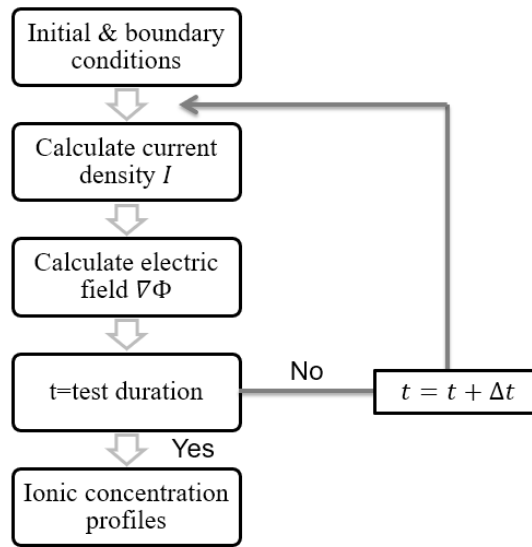 Initial & boundary
conditions
Calculate current
density I
Calculate electric
field ∇Φ
t=test duration
No
t = t + Δt
Yes
Ionic concentration
profiles